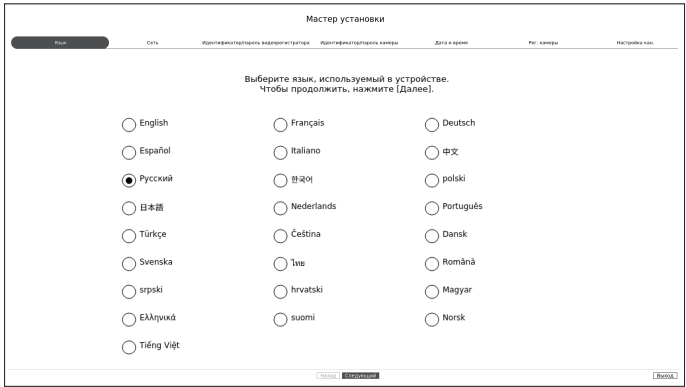 Мастер установки
Язык
Сеть
Идентификатор/пароль видеорегистратора
Идентификатор/пароль камеры
Дата и время
Рег. камеры
Настройка кан.
Выберите язык, используемый в устройстве.
Чтобы продолжить, нажмите [Далее].
English
Français
Deutsch
Español
Italiano
中文
Русский
한국어
polski
日本語
Nederlands
Português
Türkçe
Čeština
Dansk
Svenska
ไทย
Română
srpski
hrvatski
Magyar
Ελληνικά
suomi
Norsk
Tiếng Việt
Назад
Следующий
Выход